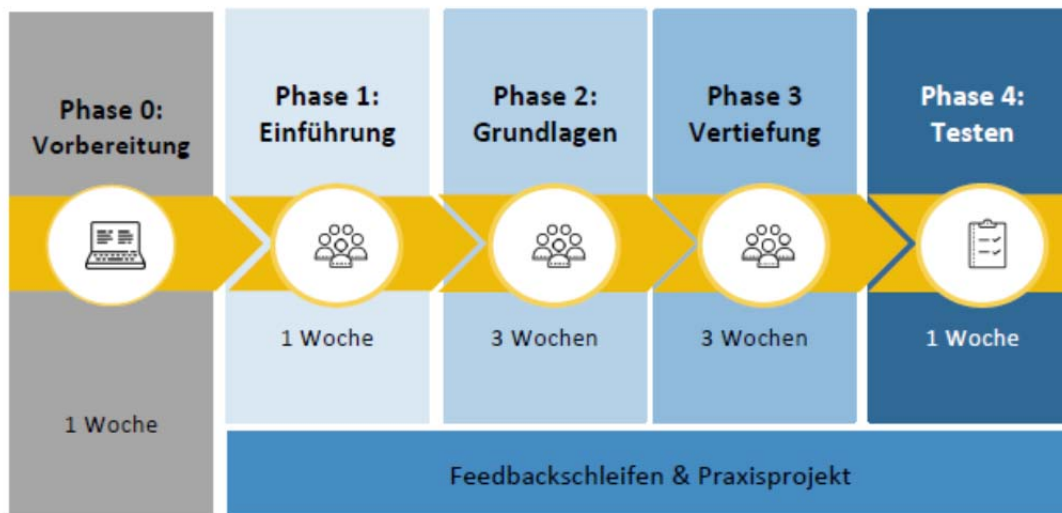 Phase 0:
Vorbereitung
1 Woche
Phase 1:
Einführung
1 Woche
Phase 2:
Grundlagen
3 Wochen
Phase 3
Vertiefung
3 Wochen
Phase 4:
Testen
1 Woche
Feedbackschleifen & Praxisprojekt